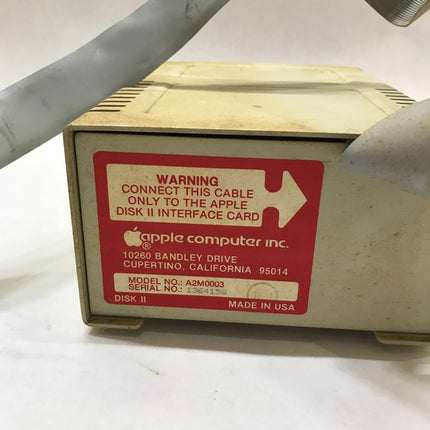 WARNING
CONNECT THIS CABLE
ONLY TO THE APPLE
DISK II INTERFACE CARD
apple computer inc.
®
10260 BANDLEY DRIVE
CUPERTINO, CALIFORNIA 95014
MODEL NO.: A2M0003
SERIAL NO.:
DISK II MADE IN USA